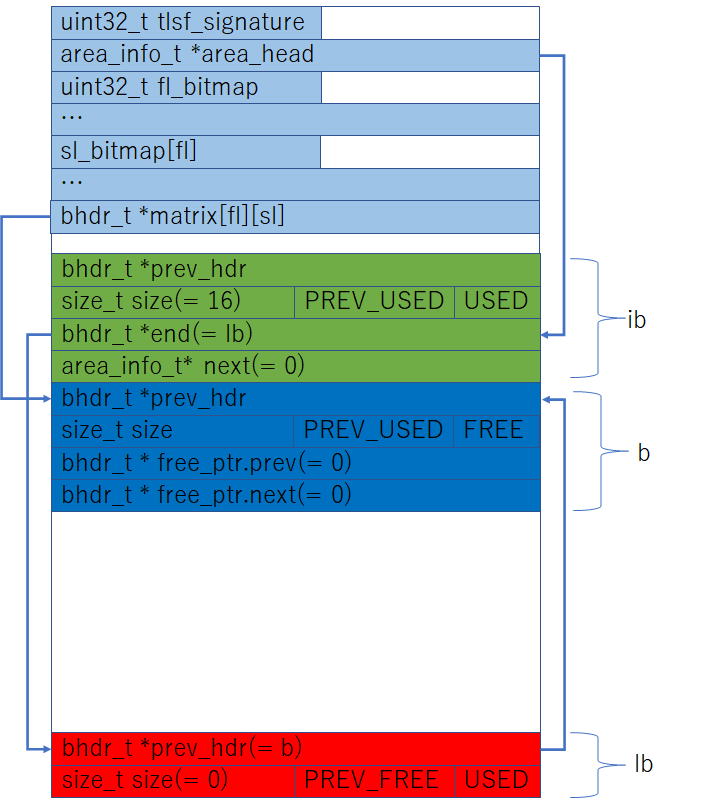 uint32_t tlsf_signature
area_info_t *area_head
uint32_t fl_bitmap
…
sl_bitmap[fl]
…
bhdr_t *matrix[fl][sl]
bhdr_t *prev_hdr
size_t size(= 16) PREV_USED USED
bhdr_t *end(= lb)
area_info_t* next(= 0)
ib
bhdr_t *prev_hdr
size_t size PREV_USED FREE
bhdr_t * free_ptr.prev(= 0)
bhdr_t * free_ptr.next(= 0)
b
bhdr_t *prev_hdr(= b)
size_t size(= 0) PREV_FREE USED
lb